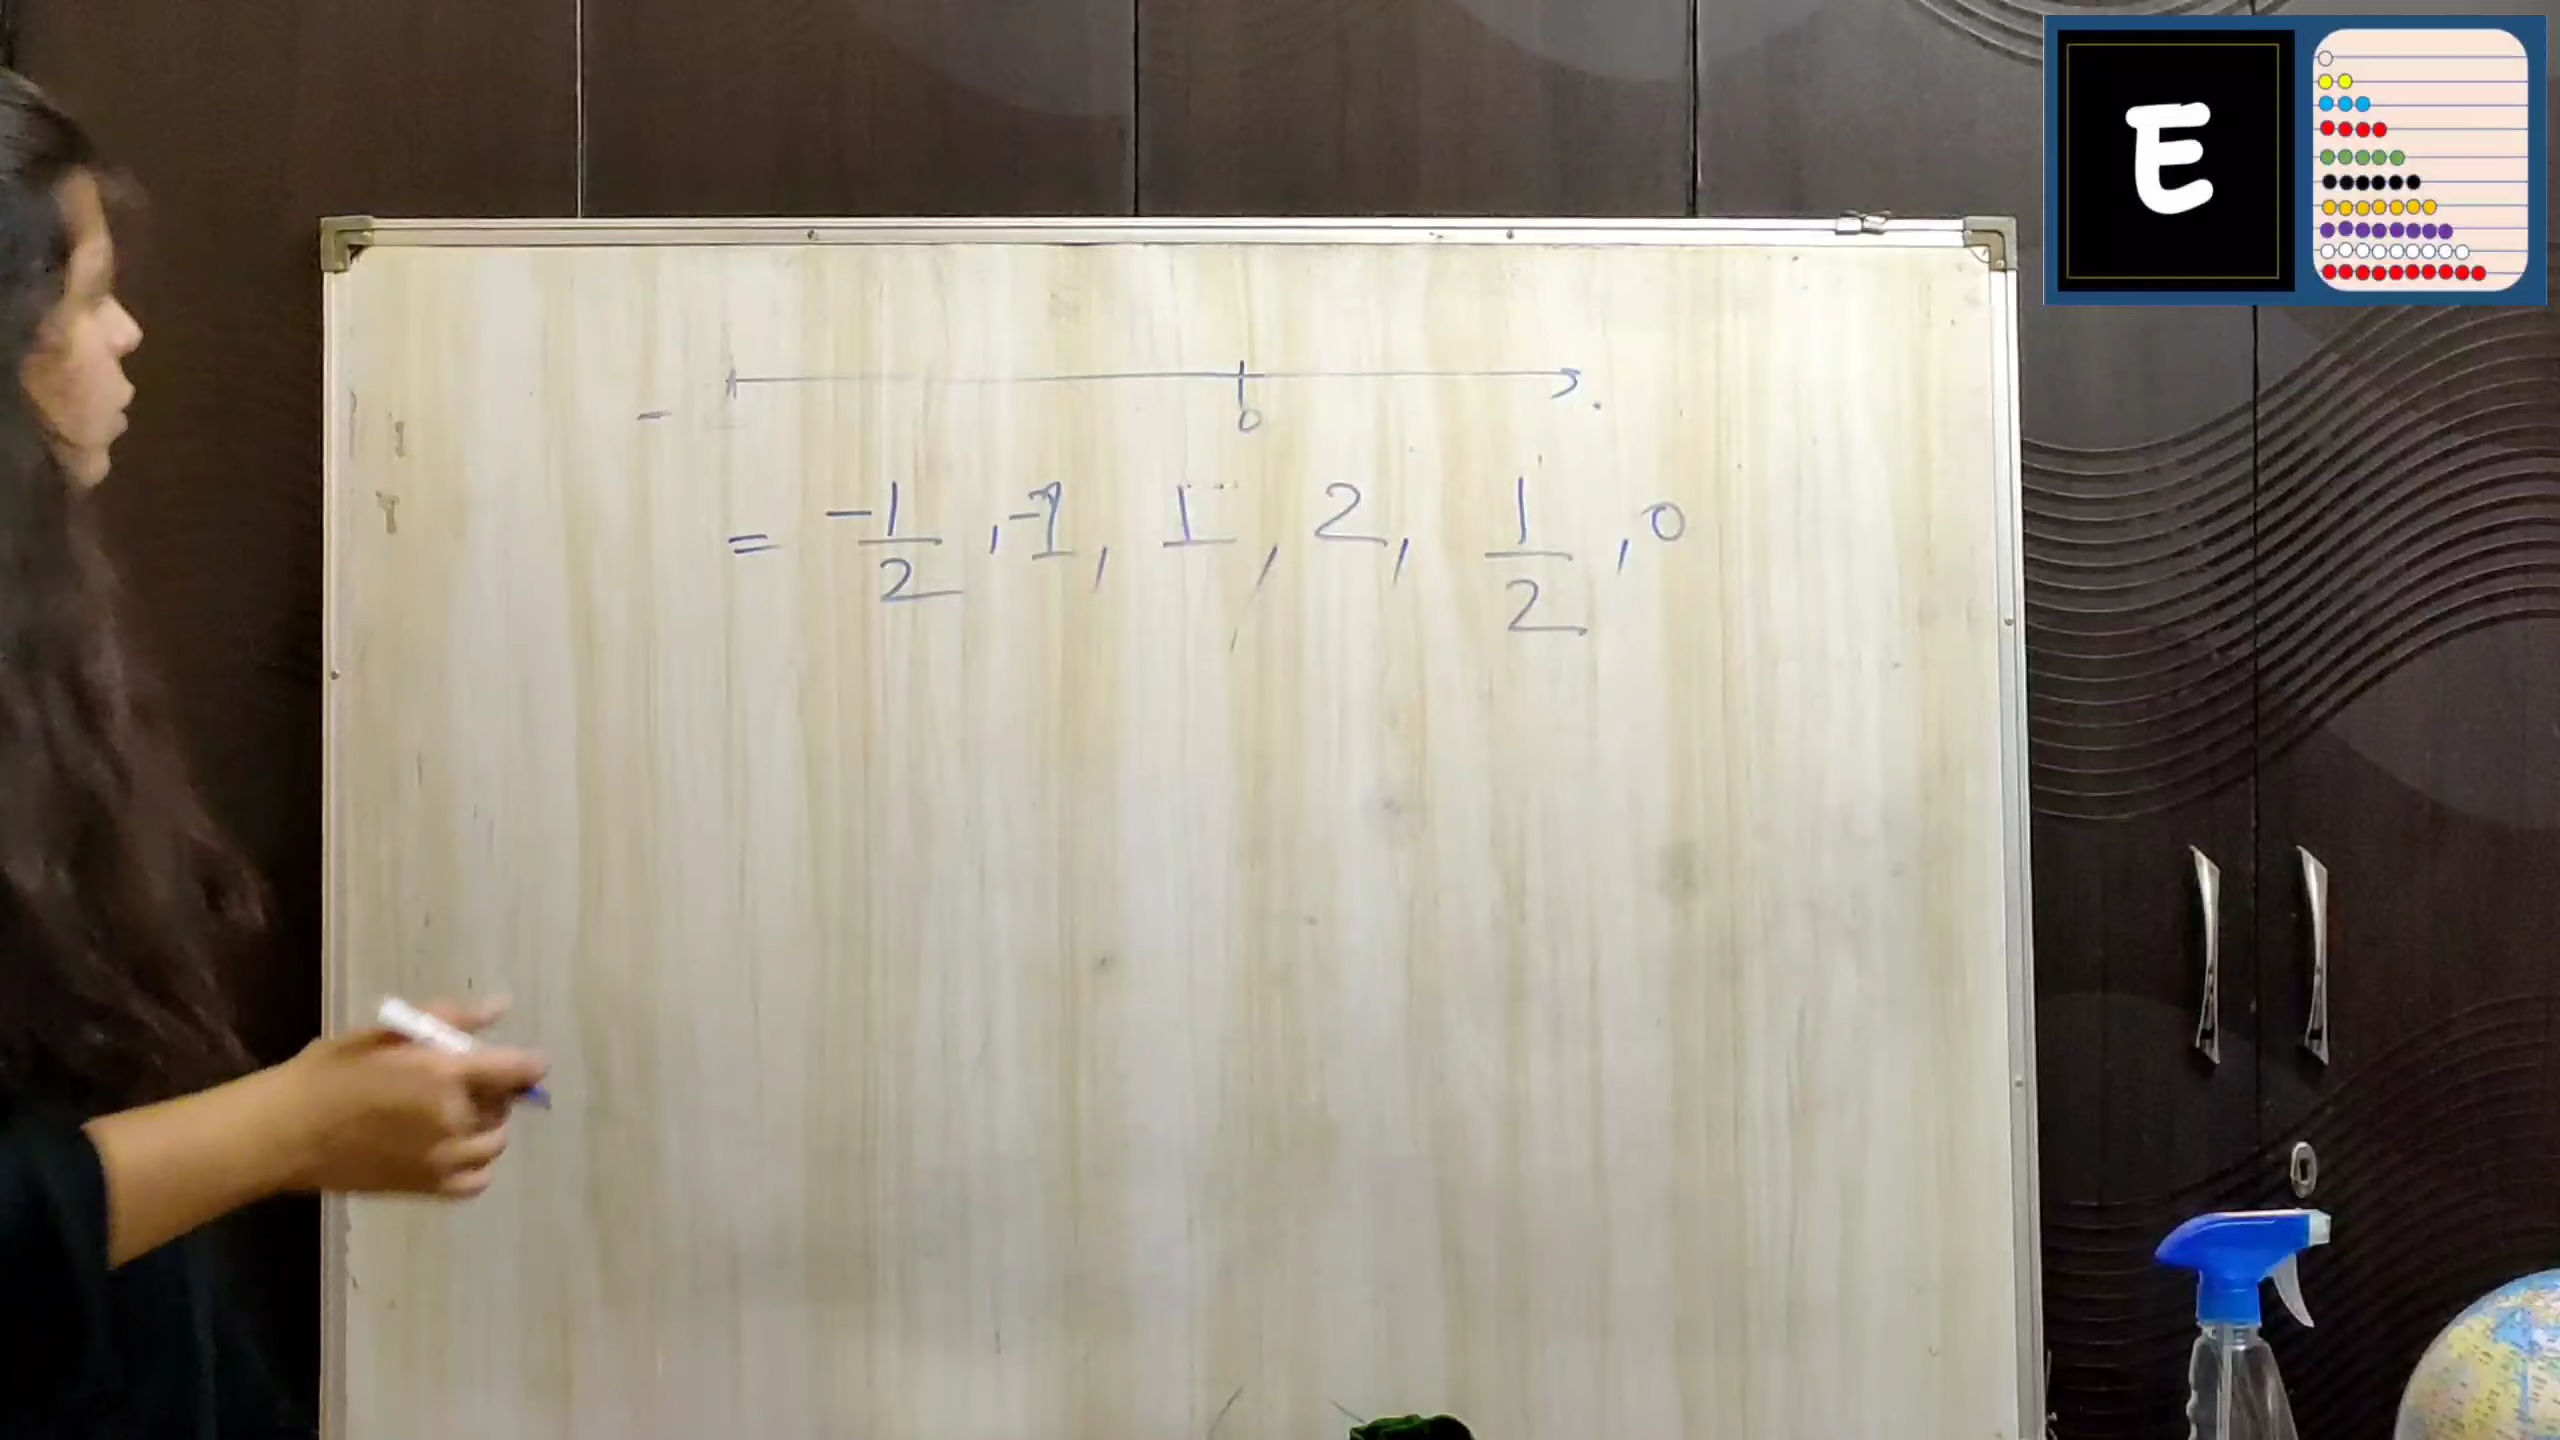 E
- 0
= -1/2, -1, 1, 2, 1/2, 0